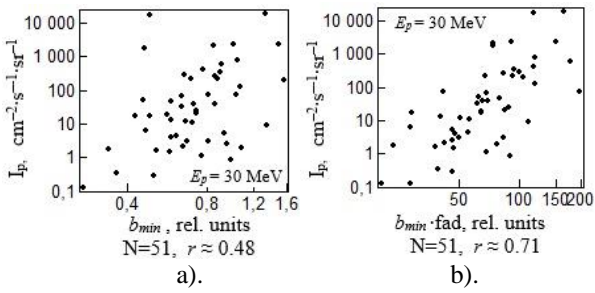 I_p, cm⁻²·s⁻¹·sr⁻¹
10 000
1 000
100
10
1
0,1
E_p = 30 MeV
0,4 0,8 1,2 1,6
b_min , rel. units
N=51, r ≈ 0.48
a).
I_p, cm⁻²·s⁻¹·sr⁻¹
10 000
1 000
100
10
1
0,1
E_p = 30 MeV
50 100 150 200
b_min·fad, rel. units
N=51, r ≈ 0.71
b).